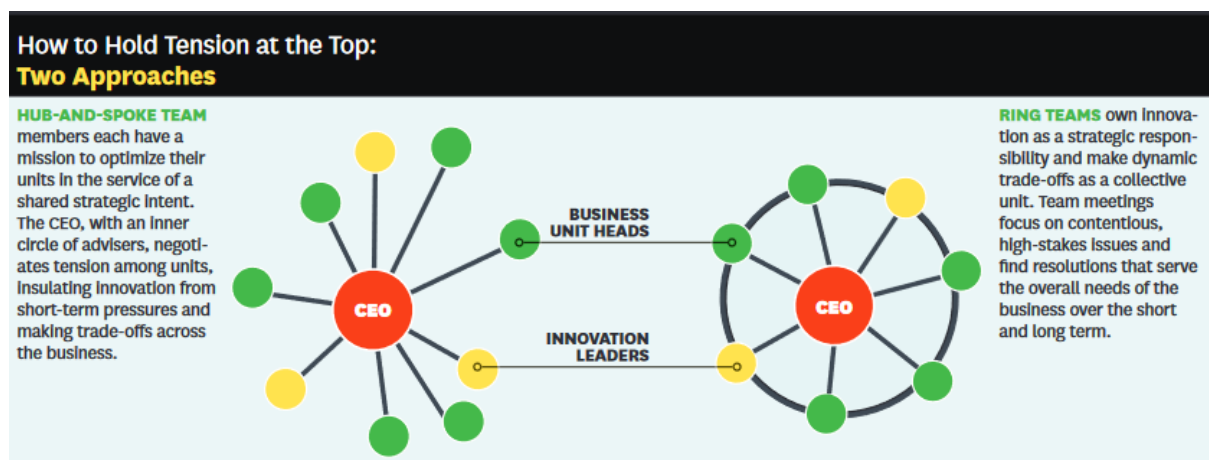 How to Hold Tension at the Top:
Two Approaches
HUB-AND-SPOKE TEAM
members each have a
mission to optimize their
units in the service of a
shared strategic intent.
The CEO, with an inner
circle of advisers, negoti-
ates tension among units,
insulating innovation from
short-term pressures and
making trade-offs across
the business.
CEO
BUSINESS
UNIT HEADS
INNOVATION
LEADERS
CEO
RING TEAMS own innova-
tion as a strategic respon-
sibility and make dynamic
trade-offs as a collective
unit. Team meetings
focus on contentious,
high-stakes issues and
find resolutions that serve
the overall needs of the
business over the short
and long term.